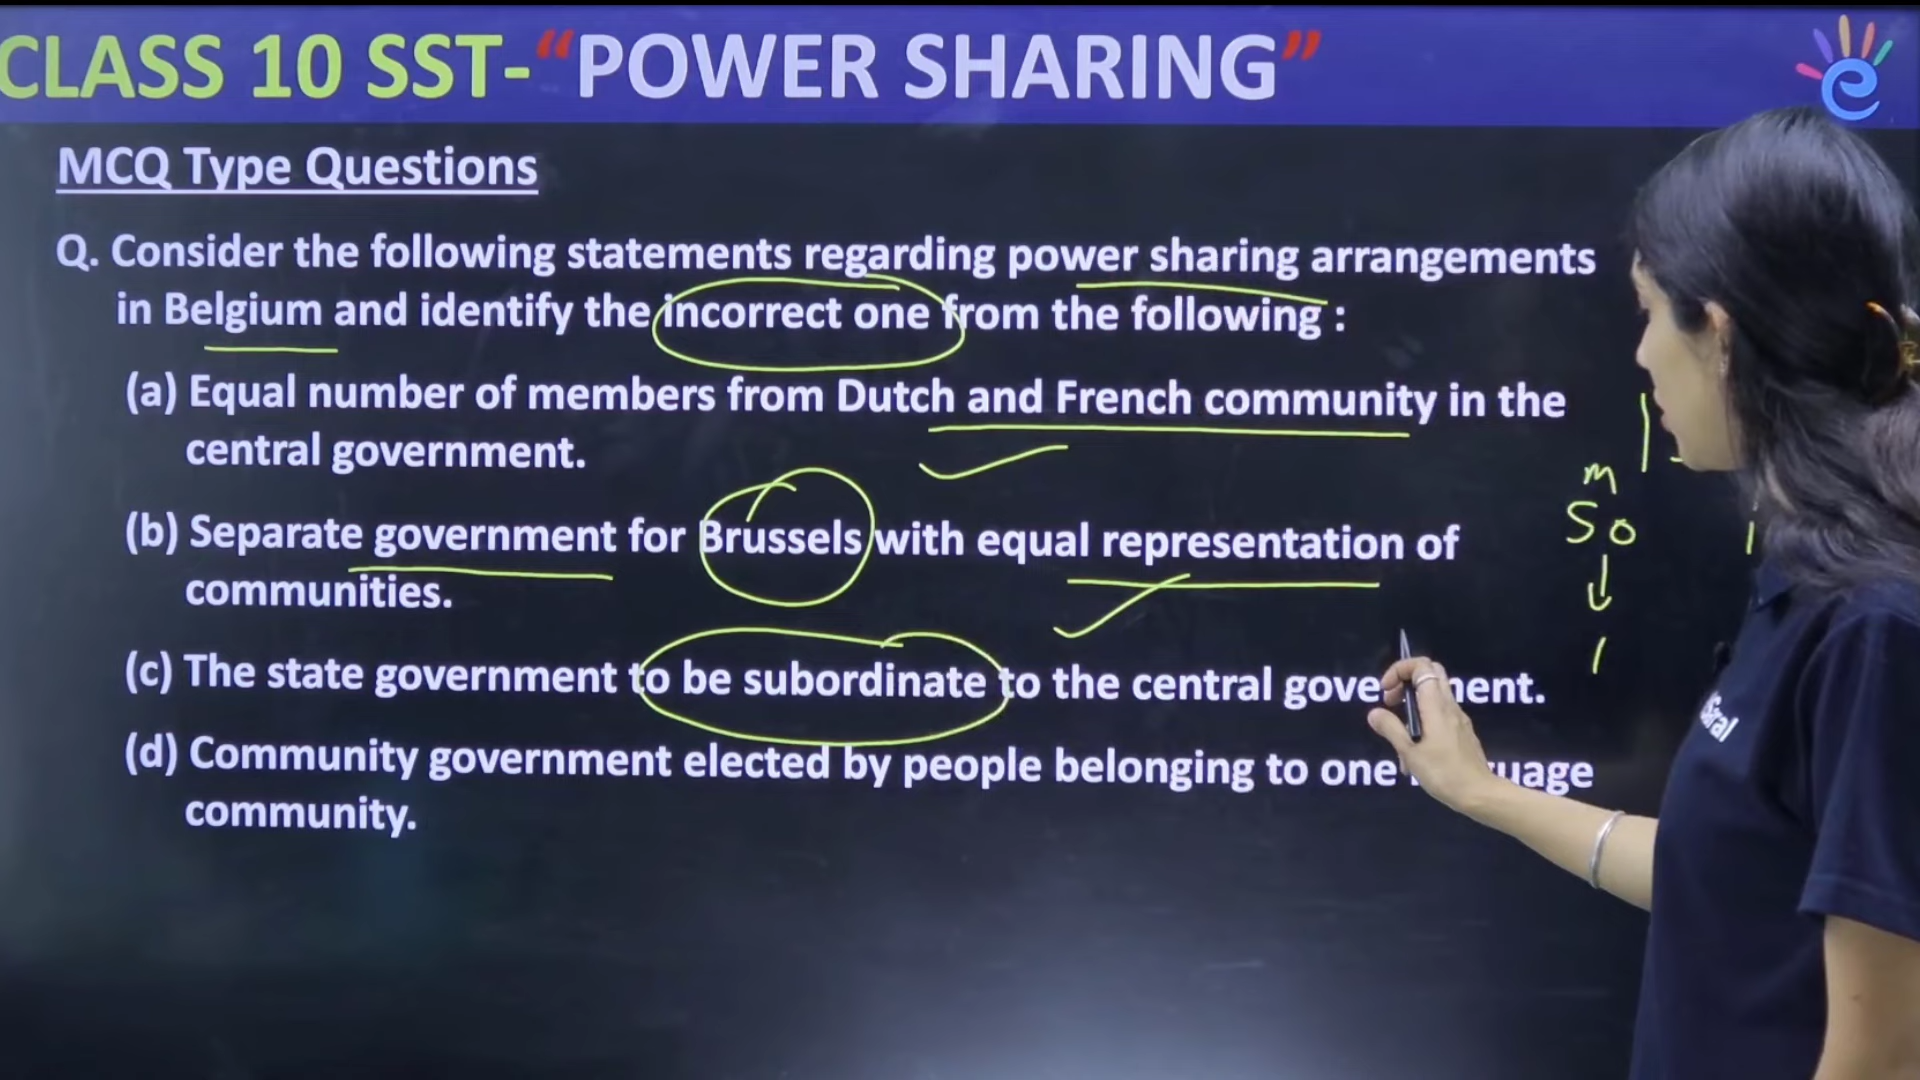 CLASS 10 SST-“POWER SHARING”
MCQ Type Questions
Q. Consider the following statements regarding power sharing arrangements
in Belgium and identify the incorrect one from the following :
(a) Equal number of members from Dutch and French community in the
central government.
(b) Separate government for Brussels with equal representation of
communities.
(c) The state government to be subordinate to the central
(d) Community government elected by people belonging to one
community.
m
So